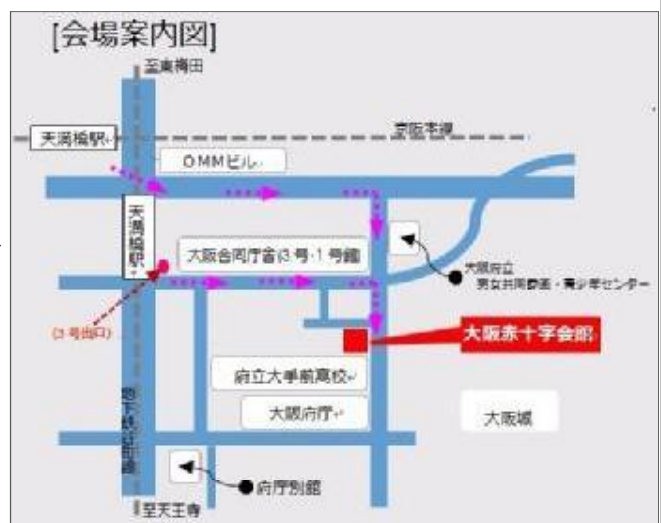 [会場案内図]
至東梅田
天満橋駅
京阪本線
OMMビル
天満橋駅
大阪合同庁舎(3号・1号館)
大阪府立
男女共同参画・青少年センター
(3号出口)
大阪赤十字会館
府立大手前高校
大阪府庁
大阪城
地下鉄谷町線
府庁別館
至天王寺